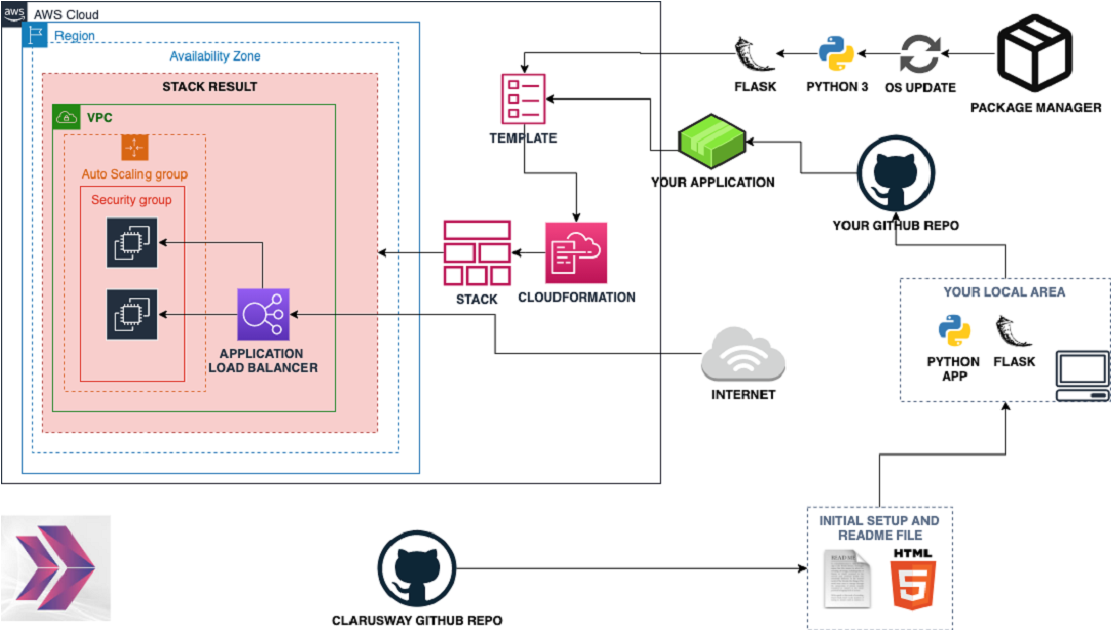 aws
AWS Cloud
Region
Availability Zone
STACK RESULT
VPC
Auto Scaling group
Security group
APPLICATION
LOAD BALANCER
TEMPLATE
STACK
CLOUDFORMATION
FLASK
PYTHON 3
OS UPDATE
PACKAGE MANAGER
YOUR APPLICATION
YOUR GITHUB REPO
INTERNET
YOUR LOCAL AREA
PYTHON
APP
FLASK
INITIAL SETUP AND
README FILE
HTML
5
CLARUSWAY GITHUB REPO